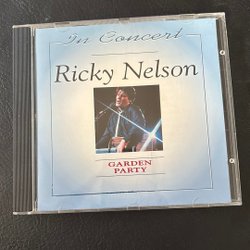 In Concert
Ricky Nelson
GARDEN
PARTY